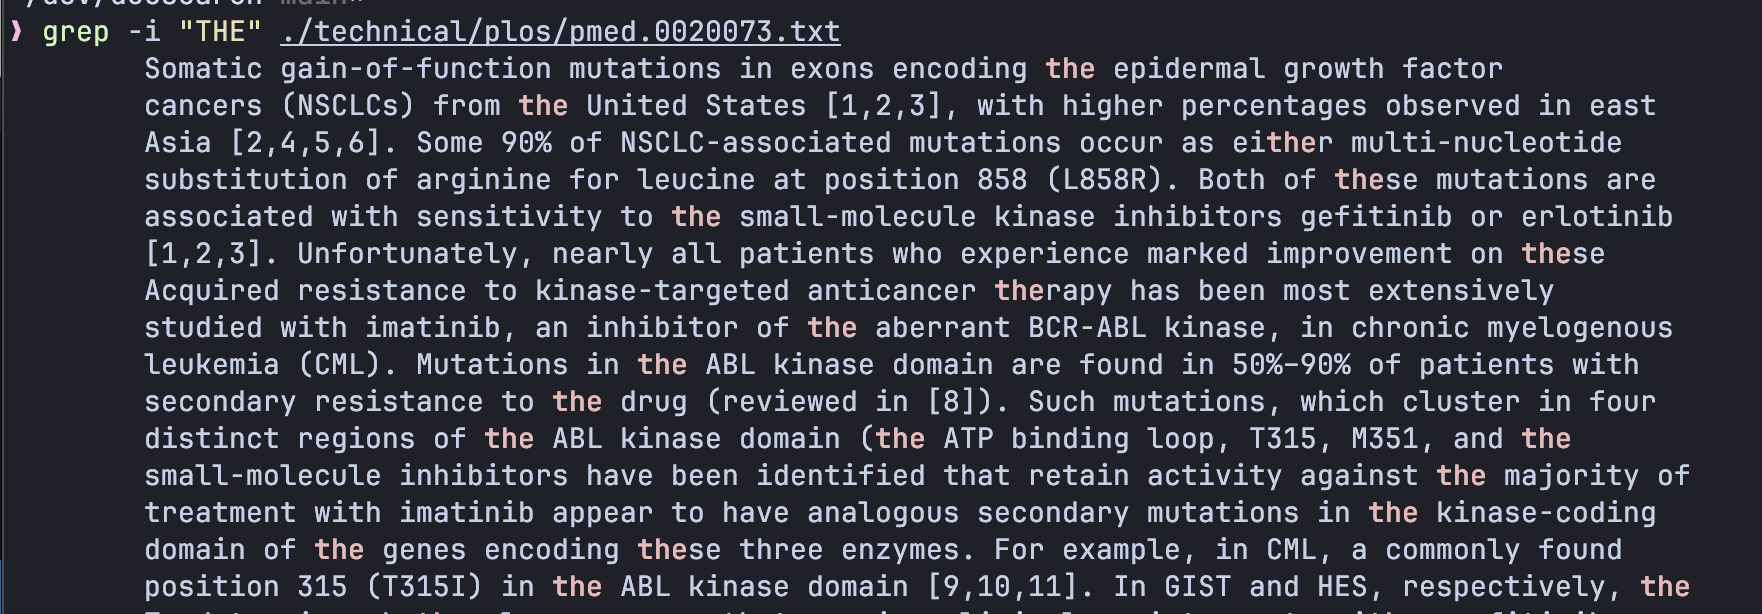 /dev/docsearch main*
❯ grep -i "THE" ./technical/plos/pmed.0020073.txt
Somatic gain-of-function mutations in exons encoding the epidermal growth factor
cancers (NSCLCs) from the United States [1,2,3], with higher percentages observed in east
Asia [2,4,5,6]. Some 90% of NSCLC-associated mutations occur as either multi-nucleotide
substitution of arginine for leucine at position 858 (L858R). Both of these mutations are
associated with sensitivity to the small-molecule kinase inhibitors gefitinib or erlotinib
[1,2,3]. Unfortunately, nearly all patients who experience marked improvement on these
Acquired resistance to kinase-targeted anticancer therapy has been most extensively
studied with imatinib, an inhibitor of the aberrant BCR-ABL kinase, in chronic myelogenous
leukemia (CML). Mutations in the ABL kinase domain are found in 50%–90% of patients with
secondary resistance to the drug (reviewed in [8]). Such mutations, which cluster in four
distinct regions of the ABL kinase domain (the ATP binding loop, T315, M351, and the
small-molecule inhibitors have been identified that retain activity against the majority of
treatment with imatinib appear to have analogous secondary mutations in the kinase-coding
domain of the genes encoding these three enzymes. For example, in CML, a commonly found
position 315 (T315I) in the ABL kinase domain [9,10,11]. In GIST and HES, respectively, the